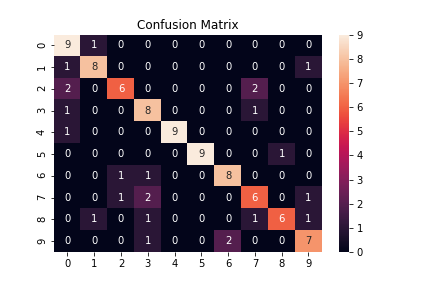 Confusion Matrix
0 9 1 0 0 0 0 0 0 0 0
1 1 8 0 0 0 0 0 0 0 1
2 2 0 6 0 0 0 0 2 0 0
3 1 0 0 8 0 0 0 1 0 0
4 1 0 0 0 9 0 0 0 0 0
5 0 0 0 0 0 9 0 0 1 0
6 0 0 1 1 0 0 8 0 0 0
7 0 0 1 2 0 0 0 6 0 1
8 0 1 0 1 0 0 0 1 6 1
9 0 0 0 1 0 0 2 0 0 7
0 1 2 3 4 5 6 7 8 9
9
8
7
6
5
4
3
2
1
0